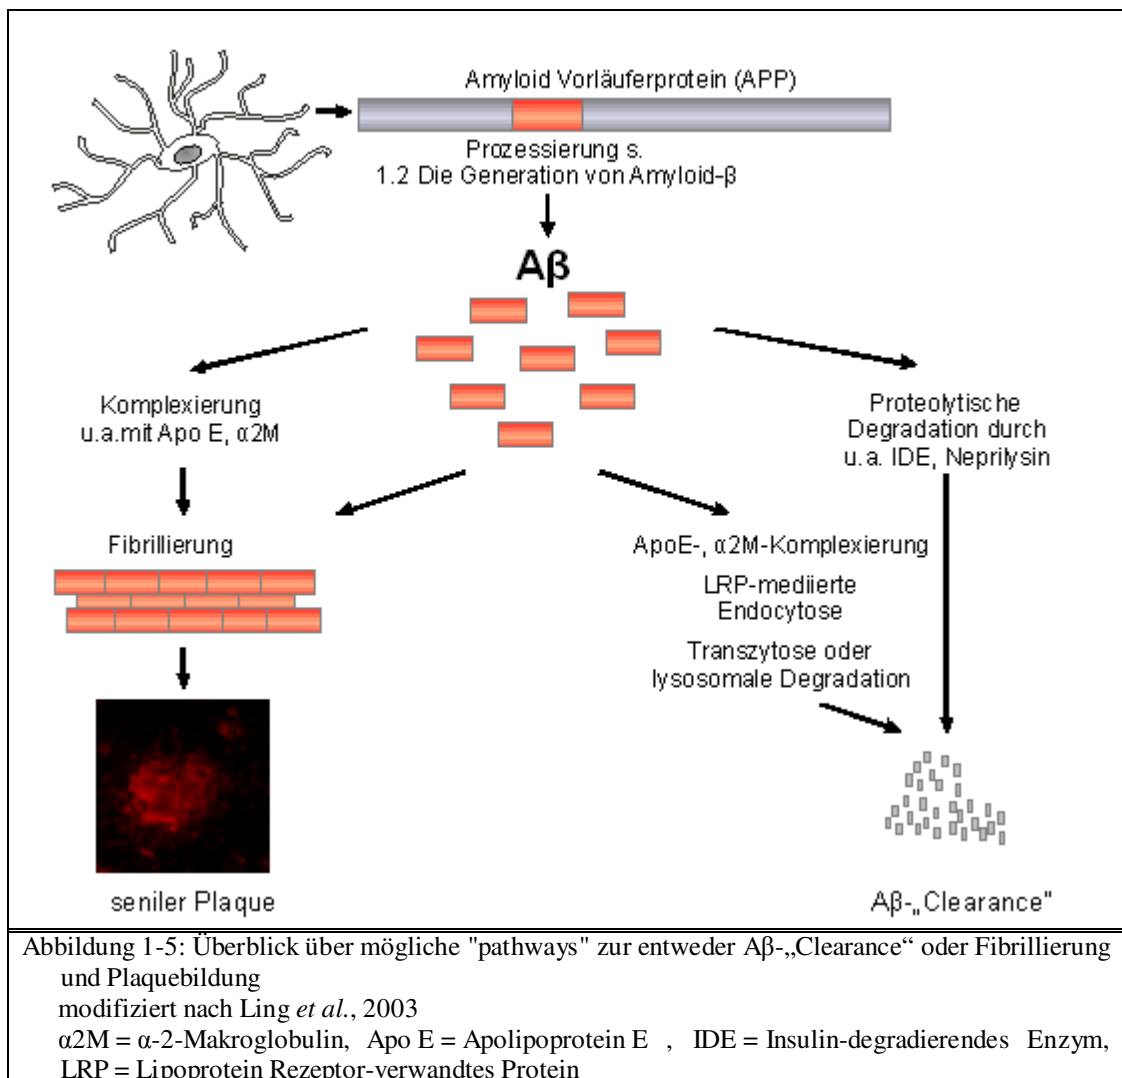 Amyloid Vorläuferprotein (APP)
Prozessierung s.
1.2 Die Generation von Amyloid-β
Aβ
Komplexierung
u.a.mit Apo E, α2M
Proteolytische
Degradation durch
u.a. IDE, Neprilysin
Fibrillierung
ApoE-, α2M-Komplexierung
LRP-mediierte
Endocytose
Transzytose oder
lysosomale Degradation
seniler Plaque
Aβ-„Clearance"
Abbildung 1-5: Überblick über mögliche "pathways" zur entweder Aβ-„Clearance“ oder Fibrillierung
und Plaquebildung
modifiziert nach Ling et al., 2003
α2M = α-2-Makroglobulin, Apo E = Apolipoprotein E , IDE = Insulin-degradierendes Enzym,
LRP = Lipoprotein Rezeptor-verwandtes Protein